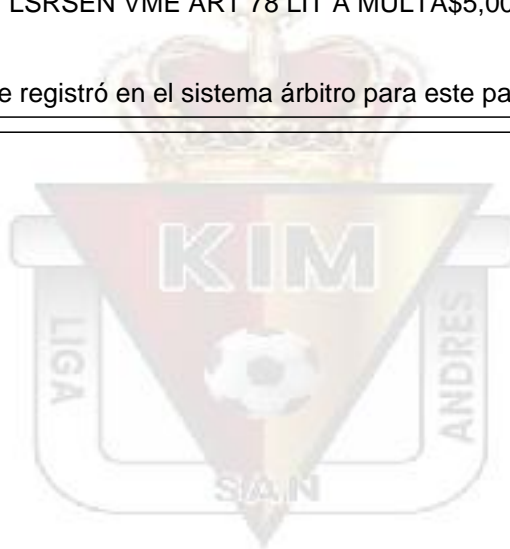 LSRSEN VME ART 78 LIT A MULTA$5,00
e registró en el sistema árbitro para este pa
KIM
LIGA
ANDRES
SAN